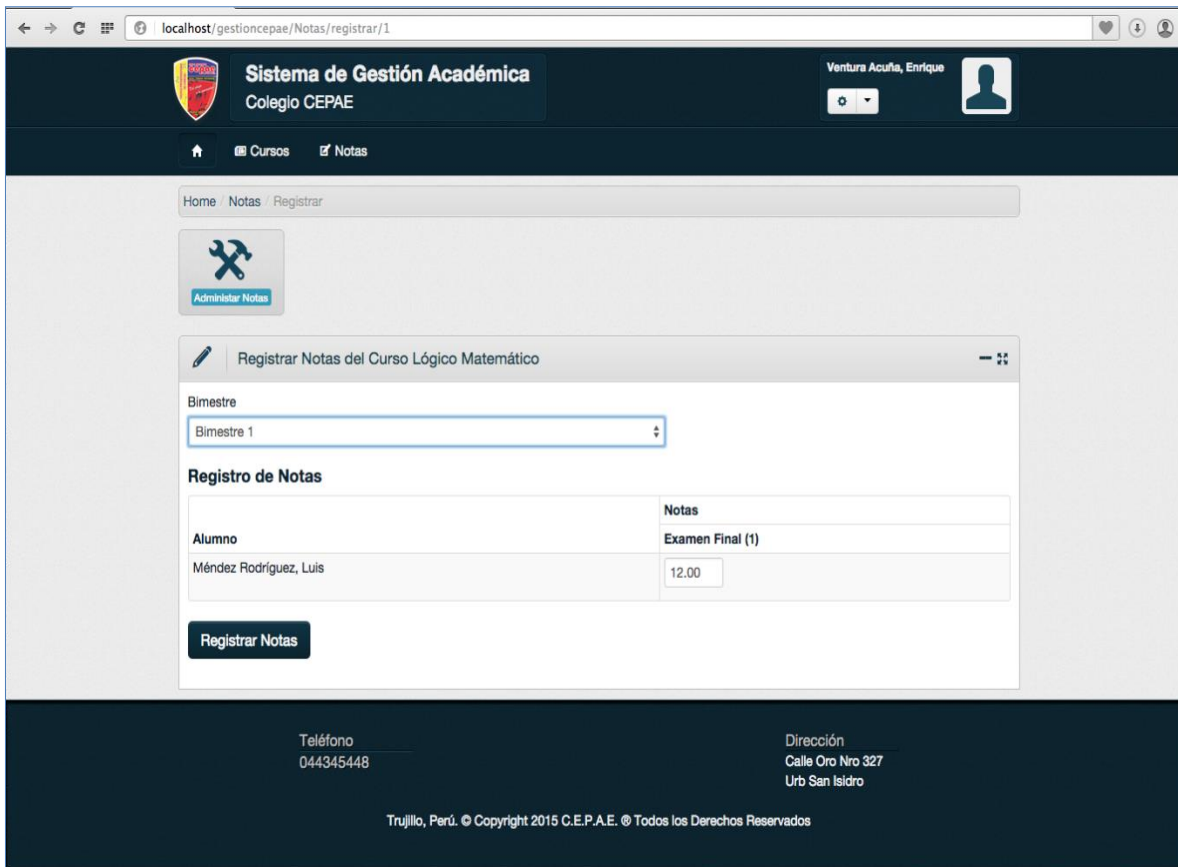 localhost/gestioncepae/Notas/registrar/1
cepae
Sistema de Gestión Académica
Colegio CEPAE
Ventura Acuña, Enrique
Cursos
Notas
Home / Notas / Registrar
Administar Notas
Registrar Notas del Curso Lógico Matemático
Bimestre
Bimestre 1
Registro de Notas
Notas
Alumno
Examen Final (1)
Méndez Rodríguez, Luis
12.00
Registrar Notas
Teléfono
044345448
Dirección
Calle Oro Nro 327
Urb San Isidro
Trujillo, Perú. © Copyright 2015 C.E.P.A.E. ® Todos los Derechos Reservados